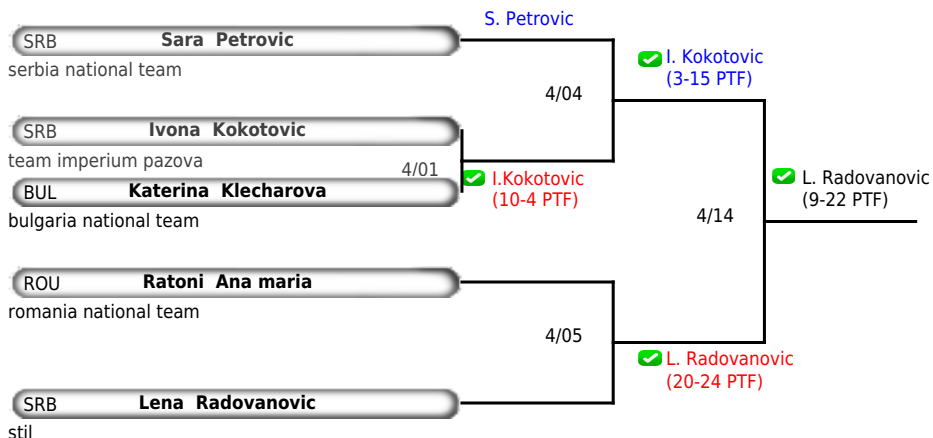 S. Petrovic
SRB Sara Petrovic
serbia national team
I. Kokotovic
(3-15 PTF)
4/04
SRB Ivona Kokotovic
team imperium pazova
4/01
BUL Katerina Klecharova
bulgaria national team
I.Kokotovic
(10-4 PTF)
L. Radovanovic
(9-22 PTF)
4/14
ROU Ratoni Ana maria
romania national team
4/05
L. Radovanovic
(20-24 PTF)
SRB Lena Radovanovic
stil